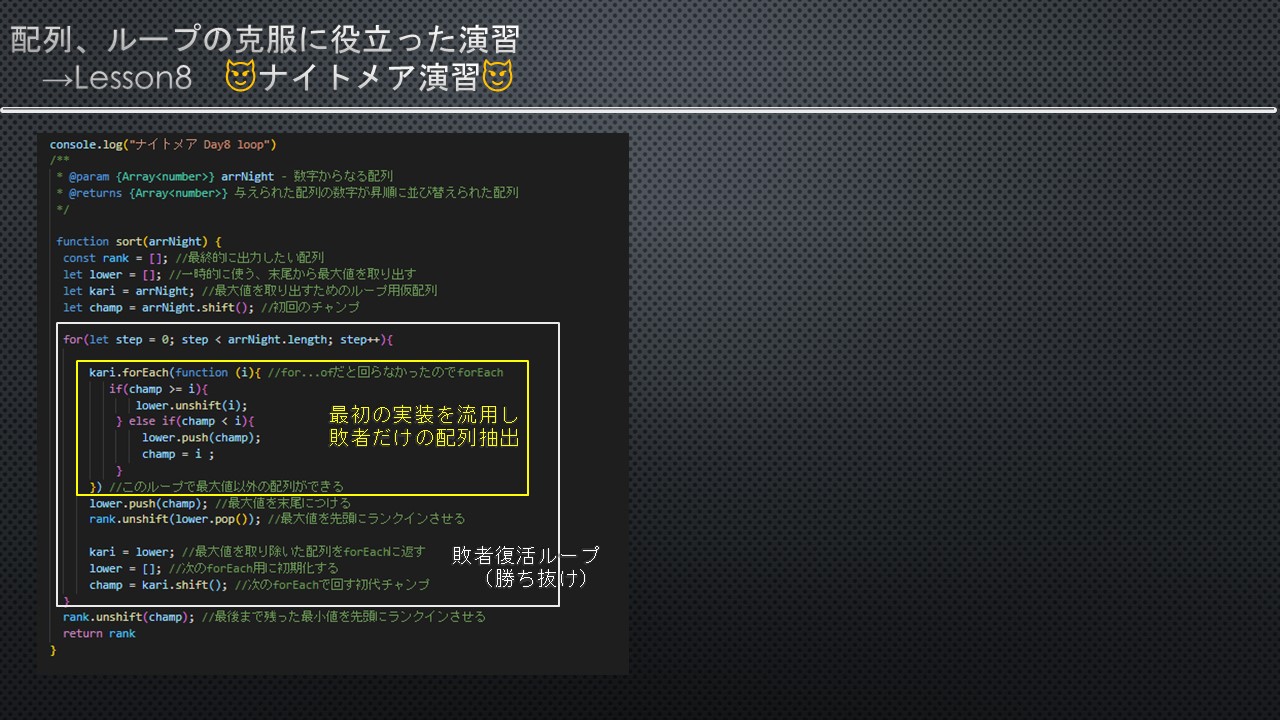 配列、ループの克服に役立った演習
→Lesson8　😈ナイトメア演習😈
console.log("ナイトメア Day8 loop")
/**
* @param {Array<number>} arrNight - 数字からなる配列
* @returns {Array<number>} 与えられた配列の数字が昇順に並び替えられた配列
*/
function sort(arrNight) {
const rank = []; //最終的に出力したい配列
let lower = []; //一時的に使う、末尾から最大値を取り出す
let kari = arrNight; //最大値を取り出すためのループ用仮配列
let champ = arrNight.shift(); //初回のチャンプ
for(let step = 0; step < arrNight.length; step++){
kari.forEach(function (i){ //for...ofだと回らなかったのでforEach
if(champ >= i){
lower.unshift(i);
} else if(champ < i){
lower.push(champ);
champ = i ;
}
}) //このループで最大値以外の配列ができる
最初の実装を流用し
敗者だけの配列抽出
lower.push(champ); //最大値を末尾につける
rank.unshift(lower.pop()); //最大値を先頭にランクインさせる
kari = lower; //最大値を取り除いた配列をforEachに返す
lower = []; //次のforEach用に初期化する
champ = kari.shift(); //次のforEachで回す初代チャンプ
}
敗者復活ループ
（勝ち抜け）
rank.unshift(champ); //最後まで残った最小値を先頭にランクインさせる
return rank
}